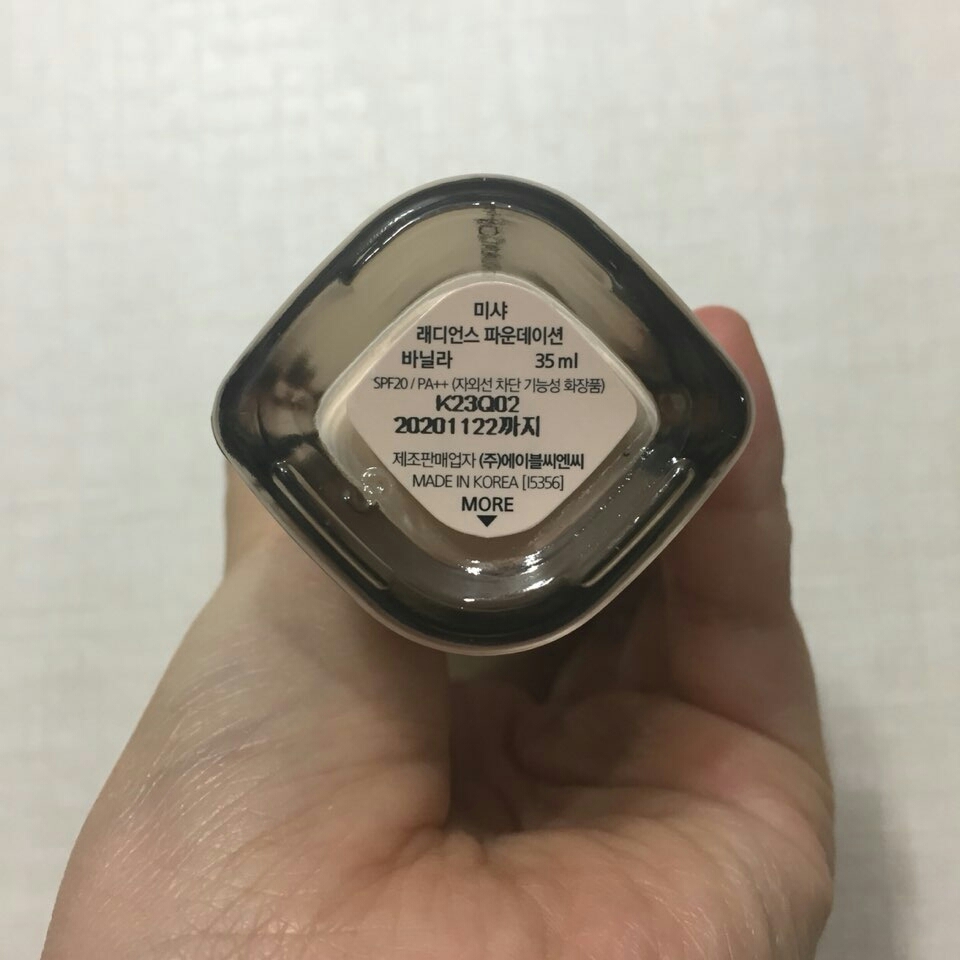 미샤
래디언스 파운데이션
바닐라 35 ml
SPF20 / PA++ (자외선 차단 기능성 화장품)
K23Q02
20201122까지
제조판매업자 (주)에이블씨엔씨
MADE IN KOREA [I5356]
MORE